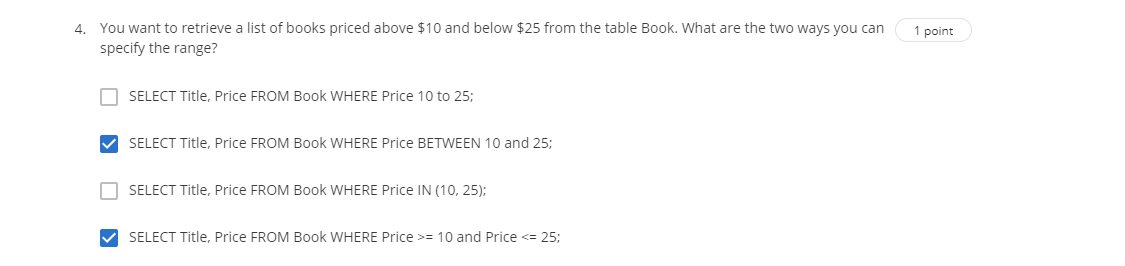 4. You want to retrieve a list of books priced above $10 and below $25 from the table Book. What are the two ways you can
specify the range?
1 point
SELECT Title, Price FROM Book WHERE Price 10 to 25;
SELECT Title, Price FROM Book WHERE Price BETWEEN 10 and 25;
SELECT Title, Price FROM Book WHERE Price IN (10, 25);
SELECT Title, Price FROM Book WHERE Price >= 10 and Price <= 25;